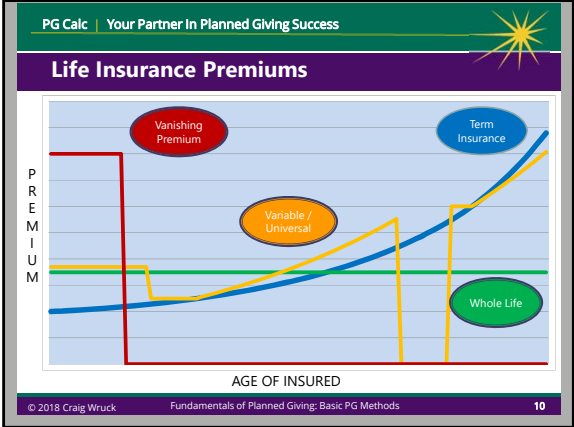 PG Calc | Your Partner in Planned Giving Success
Life Insurance Premiums
Vanishing
Premium
Term
Insurance
Variable /
Universal
Whole Life
P
R
E
M
I
U
M
AGE OF INSURED
© 2018 Craig Wruck
Fundamentals of Planned Giving: Basic PG Methods
10